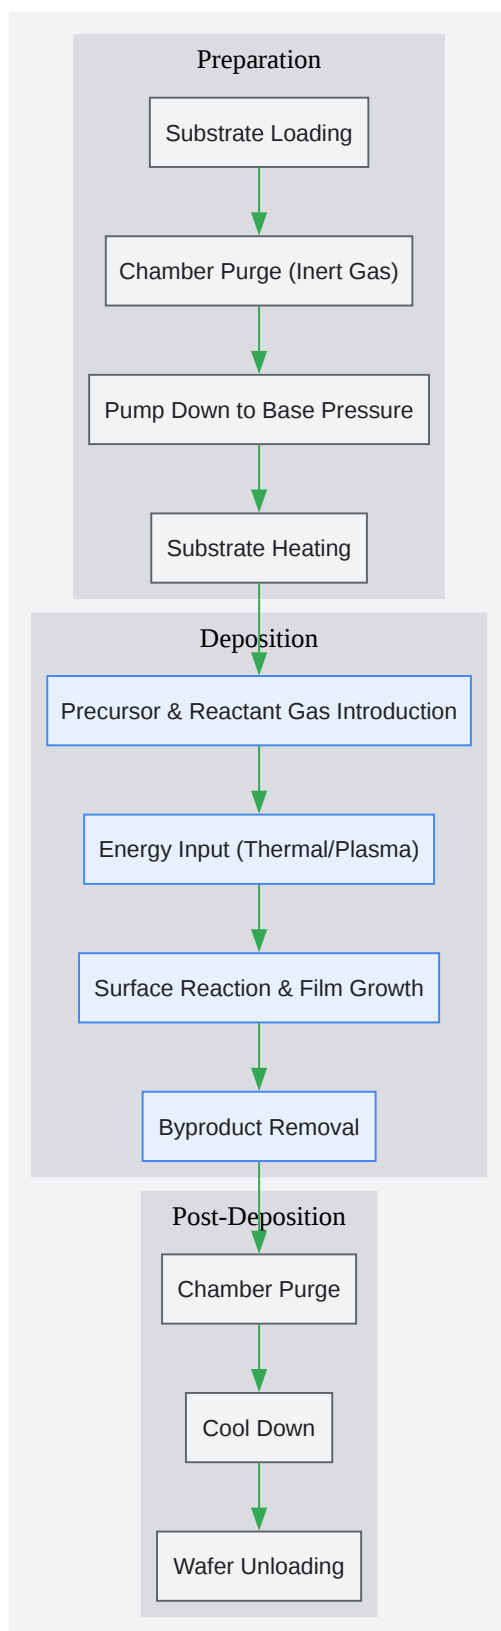 Preparation
Substrate Loading
Chamber Purge (Inert Gas)
Pump Down to Base Pressure
Substrate Heating
Deposition
Precursor & Reactant Gas Introduction
Energy Input (Thermal/Plasma)
Surface Reaction & Film Growth
Byproduct Removal
Post-Deposition
Chamber Purge
Cool Down
Wafer Unloading